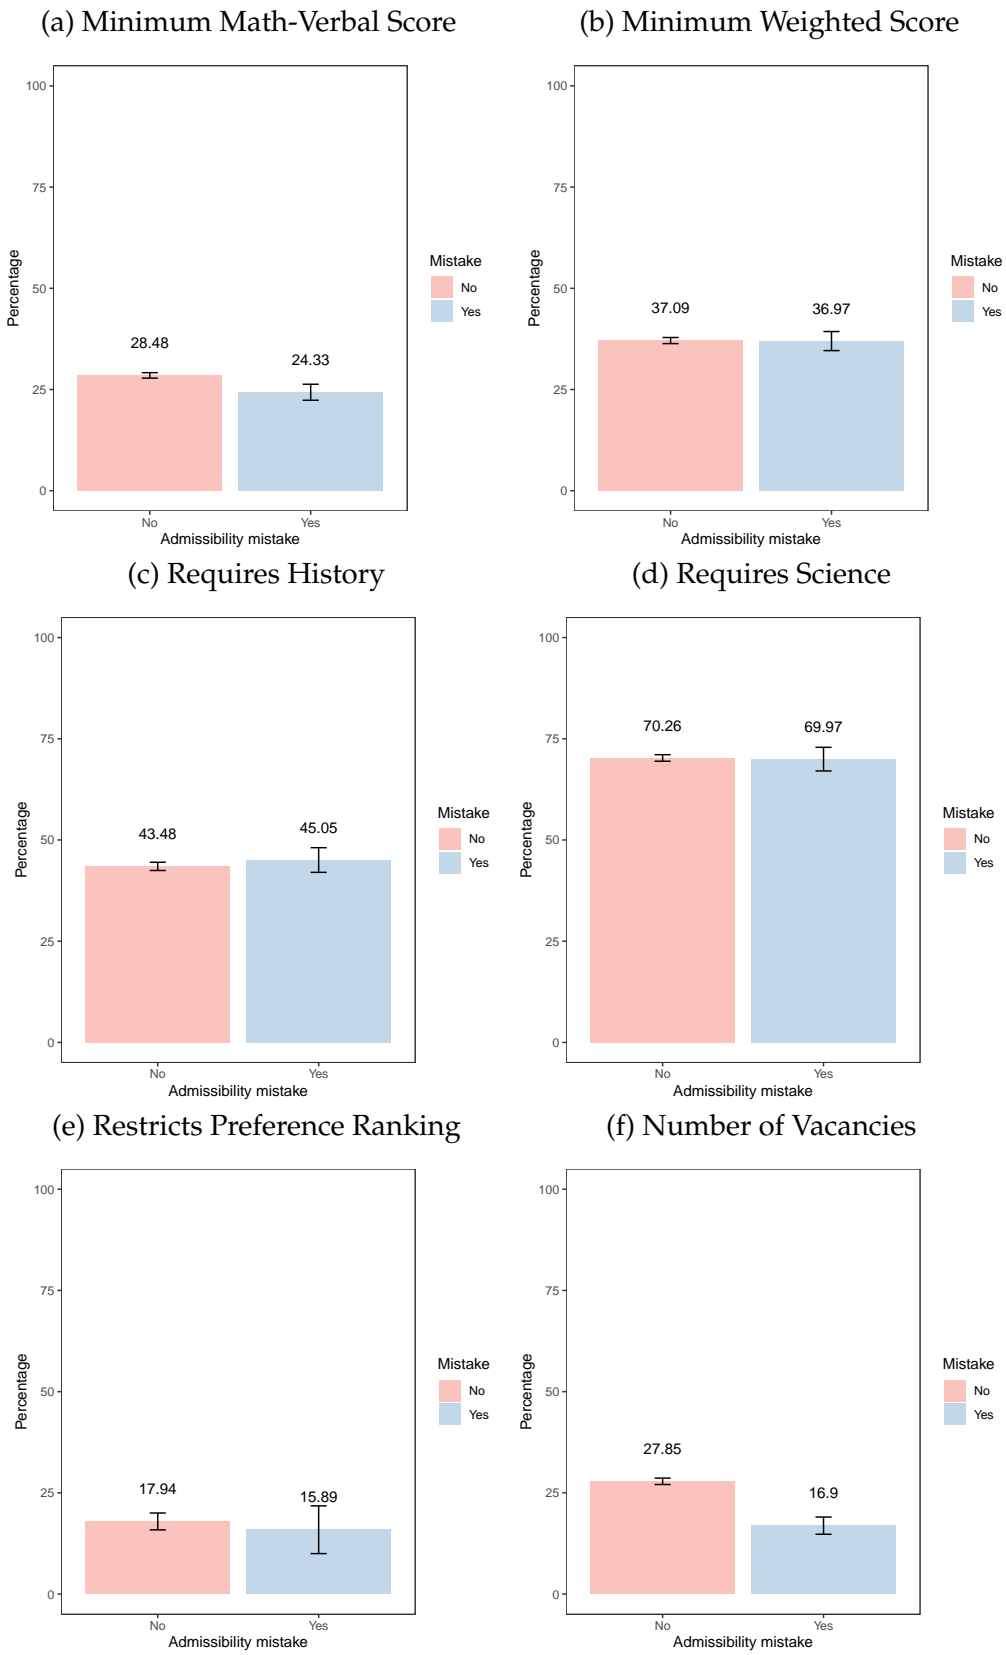 (a) Minimum Math-Verbal Score
100
75
50
25
0
Percentage
28.48
24.33
No
Yes
Admissibility mistake
Mistake
No
Yes
(b) Minimum Weighted Score
100
75
50
25
0
Percentage
37.09
36.97
No
Yes
Admissibility mistake
Mistake
No
Yes
(c) Requires History
100
75
50
25
0
Percentage
43.48
45.05
No
Yes
Admissibility mistake
Mistake
No
Yes
(d) Requires Science
100
75
50
25
0
Percentage
70.26
69.97
No
Yes
Admissibility mistake
Mistake
No
Yes
(e) Restricts Preference Ranking
100
75
50
25
0
Percentage
17.94
15.89
No
Yes
Admissibility mistake
Mistake
No
Yes
(f) Number of Vacancies
100
75
50
25
0
Percentage
27.85
16.9
No
Yes
Admissibility mistake
Mistake
No
Yes